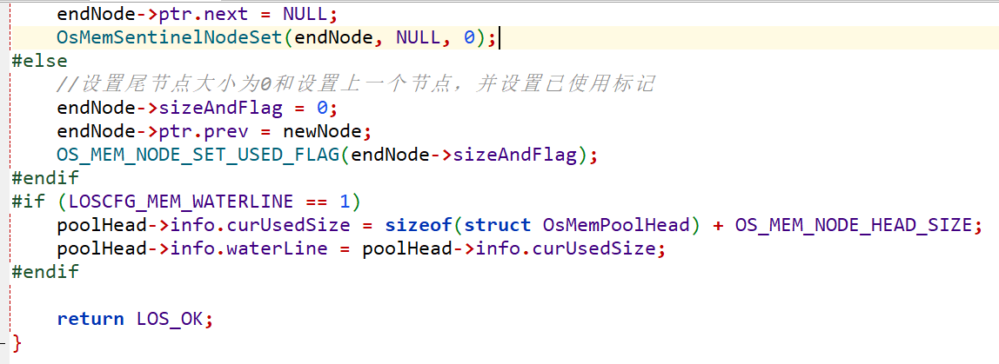 endNode->ptr.next = NULL;
OsMemSentinelNodeSet(endNode, NULL, 0);
#else
//设置尾节点大小为0和设置上一个节点，并设置已使用标记
endNode->sizeAndFlag = 0;
endNode->ptr.prev = newNode;
OS_MEM_NODE_SET_USED_FLAG(endNode->sizeAndFlag);
#endif
#if (LOSCFG_MEM_WATERLINE == 1)
poolHead->info.curUsedSize = sizeof(struct OsMemPoolHead) + OS_MEM_NODE_HEAD_SIZE;
poolHead->info.waterLine = poolHead->info.curUsedSize;
#endif
return LOS_OK;
}